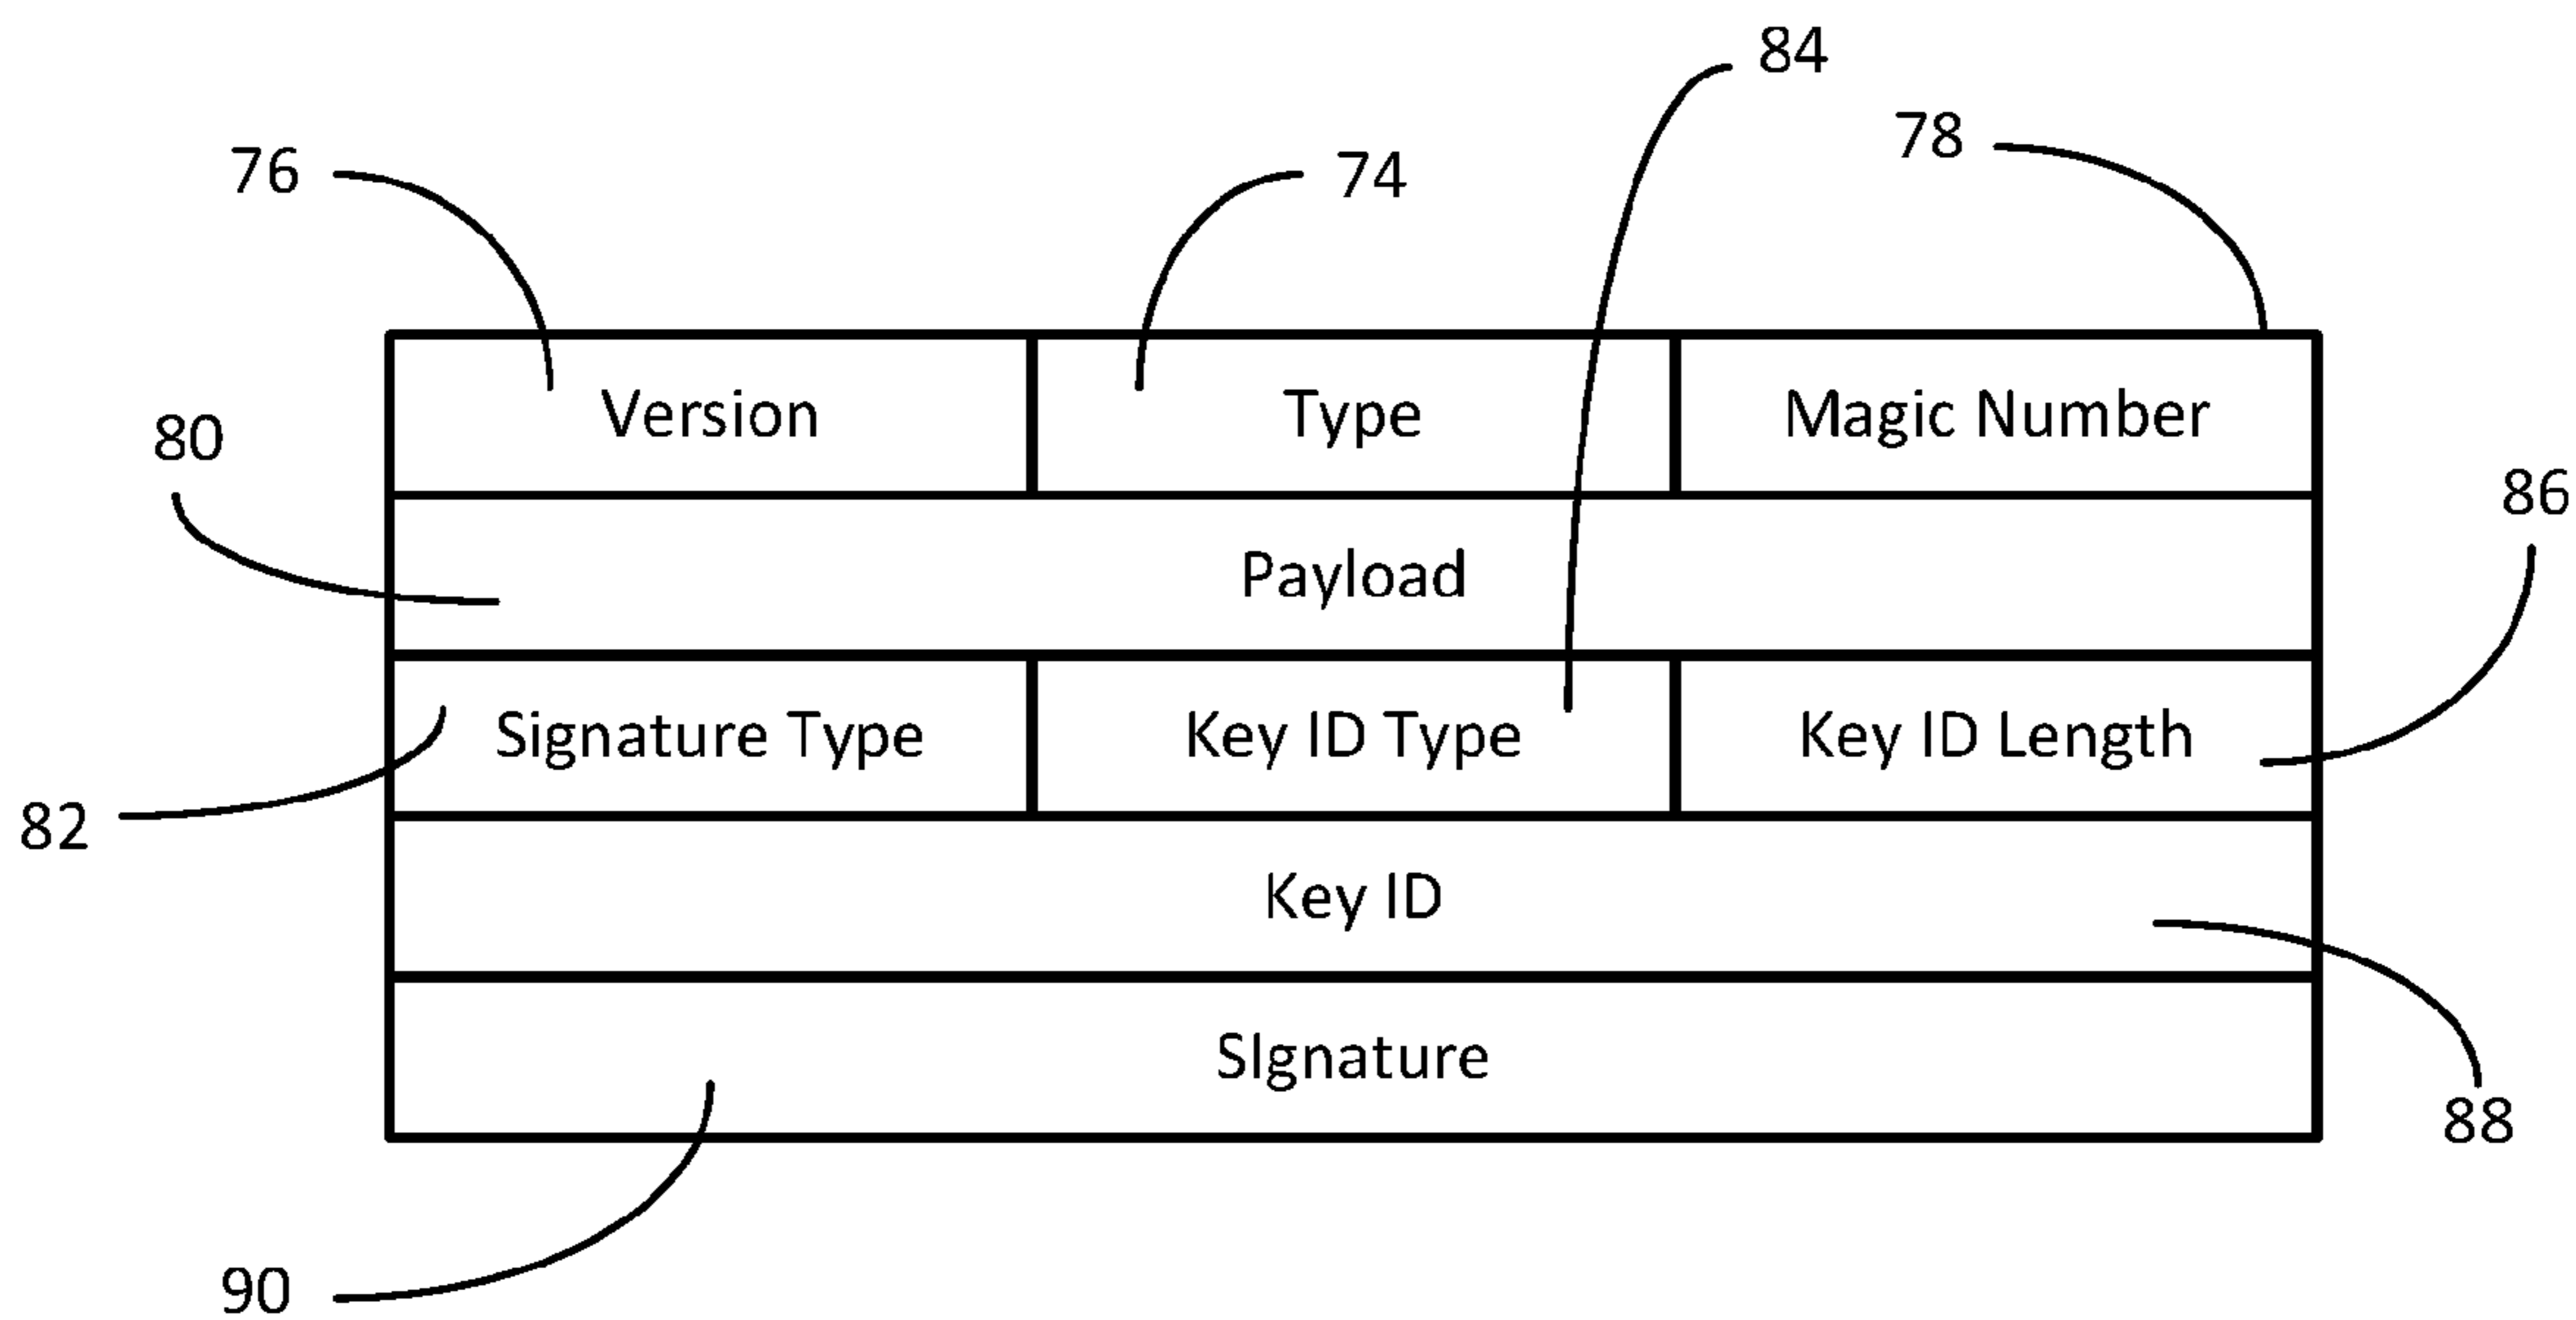 84
78
76
74
Version
Type
Magic Number
80
86
Payload
Signature Type
Key ID Type
Key ID Length
82
Key ID
SIgnature
88
90